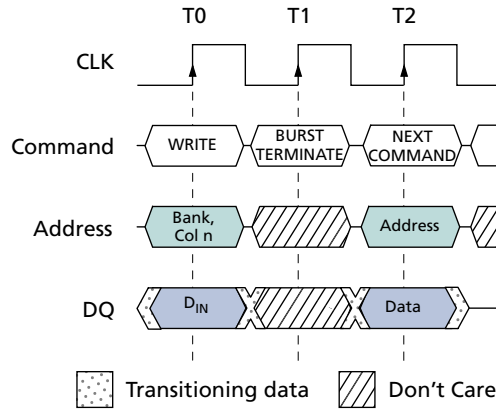 T0 T1 T2
CLK
Command WRITE BURST TERMINATE NEXT COMMAND
Address Bank, Col n Address
DQ DIN Data
Transitioning data Don't Care